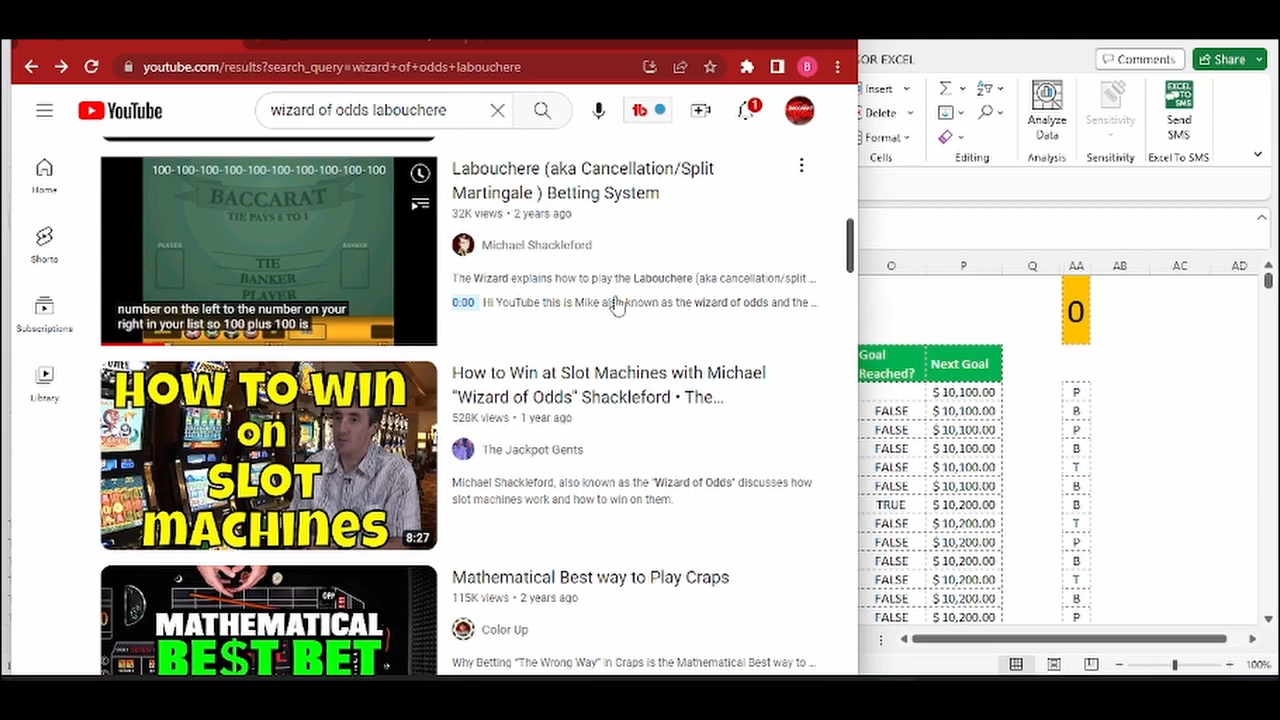 youtube.com/results?search_query=wizard+of+odds+labouchere
B
YouTube
wizard of odds labouchere
1
Home
Shorts
Subscriptions
Library
100-100-100-100-100-100-100-100-100-100
BACCARAT
TIE PAYS 8 TO 1
PLAYER
BANKER
TIE
BANKER
PLAYER
number on the left to the number on your
right in your list so 100 plus 100 is
Labouchere (aka Cancellation/Split
Martingale ) Betting System
32K views • 2 years ago
Michael Shackleford
The Wizard explains how to play the Labouchere (aka cancellation/split ...
0:00 Hi YouTube this is Mike also known as the wizard of odds and the ...
HOW TO WIN
on
SLOT
MACHINES
8:27
How to Win at Slot Machines with Michael
"Wizard of Odds" Shackleford • The...
528K views • 1 year ago
The Jackpot Gents
Michael Shackleford, also known as the "Wizard of Odds" discusses how
slot machines work and how to win on them.
MATHEMATICAL
BE$T BET
Mathematical Best way to Play Craps
115K views • 2 years ago
Color Up
Why Betting "The Wrong Way" in Craps is the Mathematical Best way to ...
OR EXCEL
Comments
Share
Insert
Delete
Format
Cells
Editing
Analyze
Data
Analysis
Sensitivity
Sensitivity
EXCEL
TO
SMS
Send
SMS
Excel To SMS
O P Q AA AB AC AD
0
Goal
Reached?
Next Goal
$ 10,100.00 P
FALSE $ 10,100.00 B
FALSE $ 10,100.00 P
FALSE $ 10,100.00 B
FALSE $ 10,100.00 T
FALSE $ 10,100.00 B
TRUE $ 10,200.00 B
FALSE $ 10,200.00 T
FALSE $ 10,200.00 P
FALSE $ 10,200.00 B
FALSE $ 10,200.00 T
FALSE $ 10,200.00 B
FALSE $ 10,200.00 P
100%